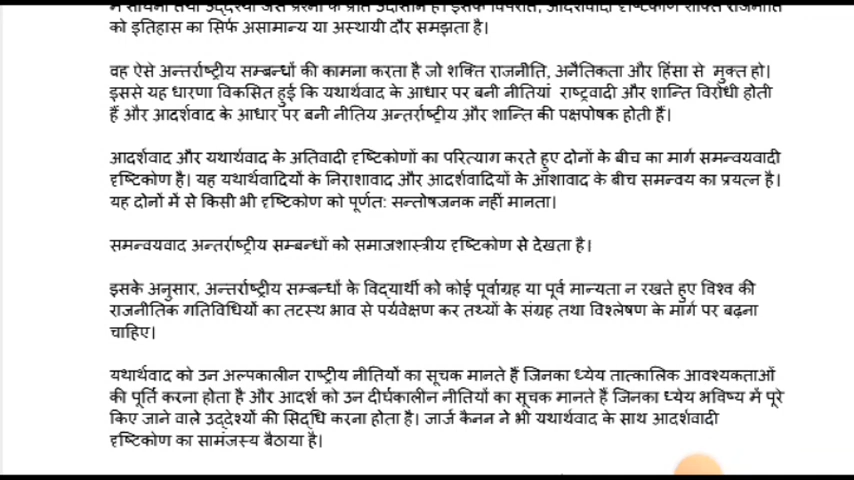 को इतिहास का सिर्फ असामान्य या अस्थायी दौर समझता है।
वह ऐसे अन्तर्राष्ट्रीय सम्बन्धों की कामना करता है जो शक्ति राजनीति, अनैतिकता और हिंसा से मुक्त हो।
इससे यह धारणा विकसित हुई कि यथार्थवाद के आधार पर बनी नीतियां राष्ट्रवादी और शान्ति विरोधी होती
हैं और आदर्शवाद के आधार पर बनी नीतिय अन्तर्राष्ट्रीय और शान्ति की पक्षपोषक होती हैं।
आदर्शवाद और यथार्थवाद के अतिवादी दृष्टिकोणों का परित्याग करते हुए दोनों के बीच का मार्ग समन्वयवादी
दृष्टिकोण है। यह यथार्थवादियों के निराशावाद और आदर्शवादियों के आशावाद के बीच समन्वय का प्रयत्न है।
यह दोनों में से किसी भी दृष्टिकोण को पूर्णत: सन्तोषजनक नहीं मानता।
समन्वयवाद अन्तर्राष्ट्रीय सम्बन्धों को समाजशास्त्रीय दृष्टिकोण से देखता है।
इसके अनुसार, अन्तर्राष्ट्रीय सम्बन्धों के विद्यार्थी को कोई पूर्वाग्रह या पूर्व मान्यता न रखते हुए विश्व की
राजनीतिक गतिविधियों का तटस्थ भाव से पर्यवेक्षण कर तथ्यों के संग्रह तथा विश्लेषण के मार्ग पर बढ़ना
चाहिए।
यथार्थवाद को उन अल्पकालीन राष्ट्रीय नीतियों का सूचक मानते हैं जिनका ध्येय तात्कालिक आवश्यकताओं
की पूर्ति करना होता है और आदर्श को उन दीर्घकालीन नीतियों का सूचक मानते हैं जिनका ध्येय भविष्य में पूरे
किए जाने वाले उद्देश्यों की सिद्धि करना होता है। जार्ज कैनन ने भी यथार्थवाद के साथ आदर्शवादी
दृष्टिकोण का सामंजस्य बैठाया है।